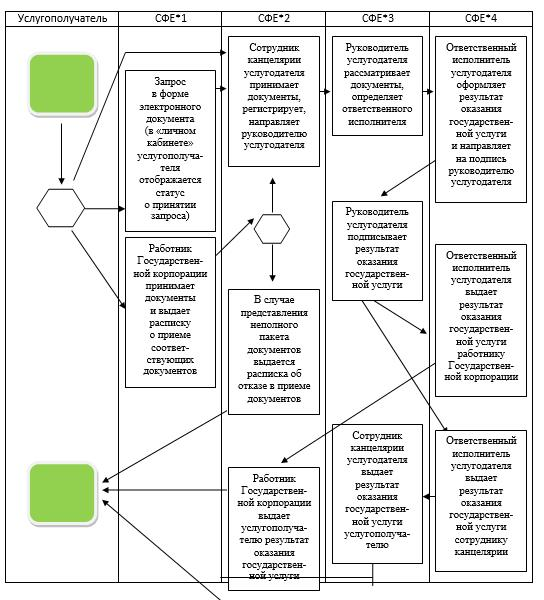 Услугополучатель
СФЕ*1
СФЕ*2
СФЕ*3
СФЕ*4
Запрос
в форме
электронного
документа
(в «личном
кабинете»
услугополуча-
теля
отображается
статус
о принятии
запроса)
Работник
Государствен-
ной корпорации
принимает
документы
и выдает
расписку
о приеме
соответ-
ствующих
документов
Сотрудник
канцелярии
услугодателя
принимает
документы,
регистрирует,
направляет
руководителю
услугодателя
В случае
представления
неполного
пакета
документов
выдается
расписка об
отказе в приеме
документов
Работник
Государствен-
ной корпорации
выдает
услугополуча-
телю результат
оказания
государствен-
ной услуги
Руководитель
услугодателя
рассматривает
документы,
определяет
ответственного
исполнителя
Руководитель
услугодателя
подписывает
результат
оказания
государствен-
ной услуги
Сотрудник
канцелярии
услугодателя
выдает
результат
оказания
государствен-
ной услуги
услугополуча-
телю
Ответственный
исполнитель
услугодателя
оформляет
результат
оказания
государствен-
ной услуги
и направляет
на подпись
руководителю
услугодателя
Ответственный
исполнитель
услугодателя
выдает
результат
оказания
государствен-
ной услуги
работнику
Государствен-
ной корпорации
Ответственный
исполнитель
услугодателя
выдает
результат
оказания
государствен-
ной услуги
сотруднику
канцелярии